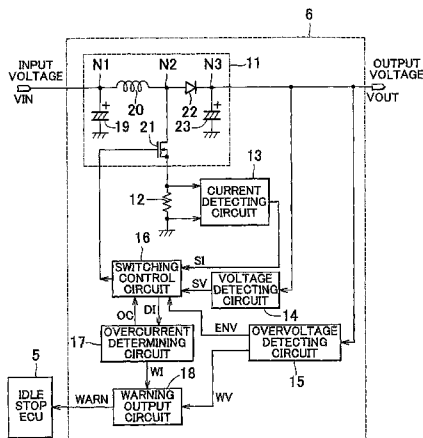 6
INPUT VOLTAGE VIN
N1
N2
N3
11
OUTPUT VOLTAGE VOUT
+
19
20
21
22
+
23
12
13
CURRENT DETECTING CIRCUIT
16
SWITCHING CONTROL CIRCUIT
SI
SV
VOLTAGE DETECTING CIRCUIT
14
OC
DI
ENV
17
OVERCURRENT DETERMINING CIRCUIT
OVERVOLTAGE DETECTING CIRCUIT
15
WI
18
5
IDLE STOP ECU
WARN
WARNING OUTPUT CIRCUIT
WV